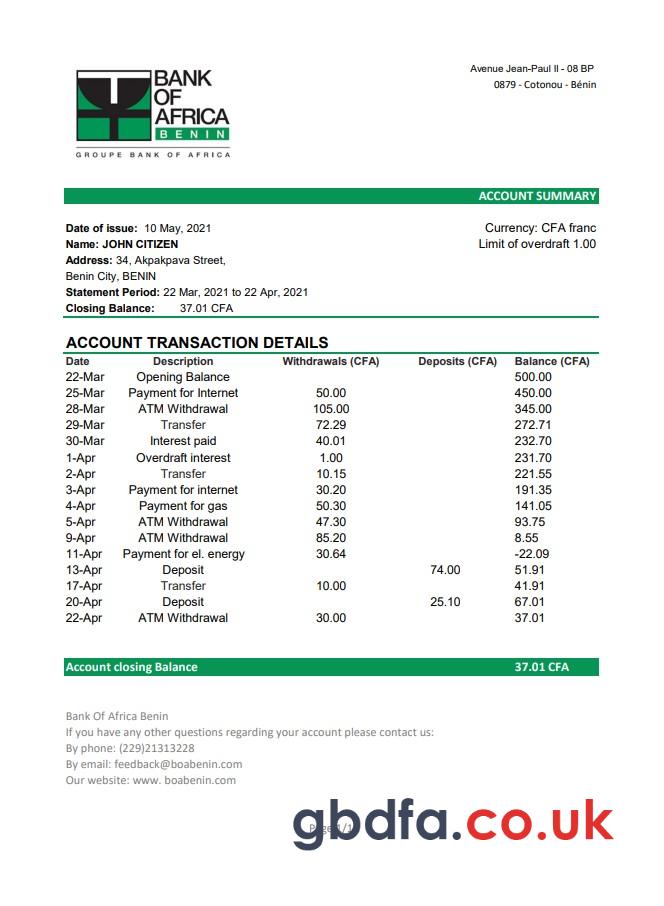 BANK
OF
AFRICA
BENIN
GROUPE BANK OF AFRICA
Avenue Jean-Paul II - 08 BP
0879 - Cotonou - Bénin
ACCOUNT SUMMARY
Date of issue: 10 May, 2021
Currency: CFA franc
Name: JOHN CITIZEN
Limit of overdraft 1.00
Address: 34, Akpakpava Street,
Benin City, BENIN
Statement Period: 22 Mar, 2021 to 22 Apr, 2021
Closing Balance: 37.01 CFA
ACCOUNT TRANSACTION DETAILS
Date Description Withdrawals (CFA) Deposits (CFA) Balance (CFA)
22-Mar Opening Balance 500.00
25-Mar Payment for Internet 50.00 450.00
28-Mar ATM Withdrawal 105.00 345.00
29-Mar Transfer 72.29 272.71
30-Mar Interest paid 40.01 232.70
1-Apr Overdraft interest 1.00 231.70
2-Apr Transfer 10.15 221.55
3-Apr Payment for internet 30.20 191.35
4-Apr Payment for gas 50.30 141.05
5-Apr ATM Withdrawal 47.30 93.75
9-Apr ATM Withdrawal 85.20 8.55
11-Apr Payment for el. energy 30.64 -22.09
13-Apr Deposit 74.00 51.91
17-Apr Transfer 10.00 41.91
20-Apr Deposit 25.10 67.01
22-Apr ATM Withdrawal 30.00 37.01
Account closing Balance 37.01 CFA
Bank Of Africa Benin
If you have any other questions regarding your account please contact us:
By phone: (229)21313228
By email: feedback@boabenin.com
Our website: www. boabenin.com
gbdfa.co.uk